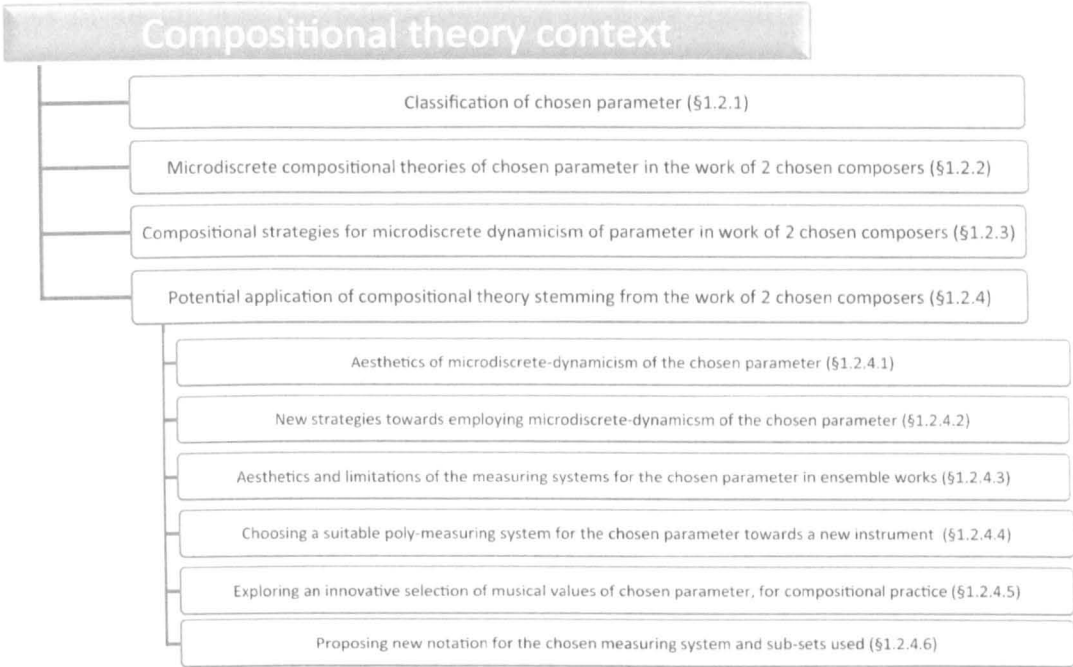 Compositional theory context
Classification of chosen parameter (§1.2.1)
Microdiscrete compositional theories of chosen parameter in the work of 2 chosen composers (§1.2.2)
Compositional strategies for microdiscrete dynamicism of parameter in work of 2 chosen composers (§1.2.3)
Potential application of compositional theory stemming from the work of 2 chosen composers (§1.2.4)
Aesthetics of microdiscrete-dynamicism of the chosen parameter (§1.2.4.1)
New strategies towards employing microdiscrete-dynamicsm of the chosen parameter (§1.2.4.2)
Aesthetics and limitations of the measuring systems for the chosen parameter in ensemble works (§1.2.4.3)
Choosing a suitable poly-measuring system for the chosen parameter towards a new instrument (§1.2.4.4)
Exploring an innovative selection of musical values of chosen parameter, for compositional practice (§1.2.4.5)
Proposing new notation for the chosen measuring system and sub-sets used (§1.2.4.6)